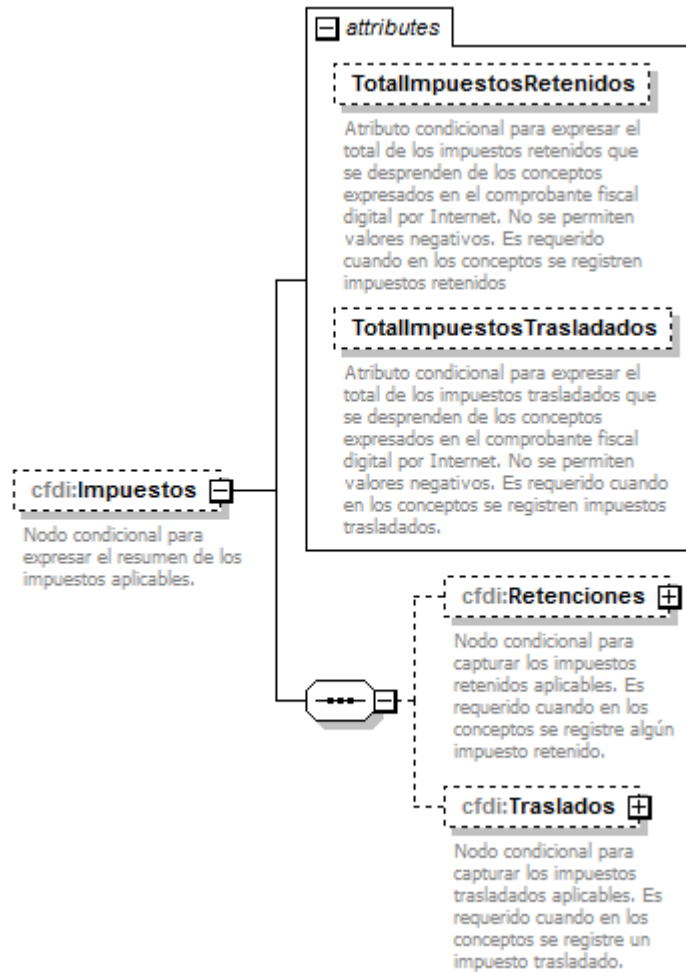 attributes
TotalImpuestosRetenidos
Atributo condicional para expresar el
total de los impuestos retenidos que
se desprenden de los conceptos
expresados en el comprobante fiscal
digital por Internet. No se permiten
valores negativos. Es requerido
cuando en los conceptos se registren
impuestos retenidos
TotalImpuestosTrasladados
Atributo condicional para expresar el
total de los impuestos trasladados que
se desprenden de los conceptos
expresados en el comprobante fiscal
digital por Internet. No se permiten
valores negativos. Es requerido cuando
en los conceptos se registren impuestos
trasladados.
cfdi:Impuestos
Nodo condicional para
expresar el resumen de los
impuestos aplicables.
cfdi:Retenciones
Nodo condicional para
capturar los impuestos
retenidos aplicables. Es
requerido cuando en los
conceptos se registre algún
impuesto retenido.
cfdi:Traslados
Nodo condicional para
capturar los impuestos
trasladados aplicables. Es
requerido cuando en los
conceptos se registre un
impuesto trasladado.